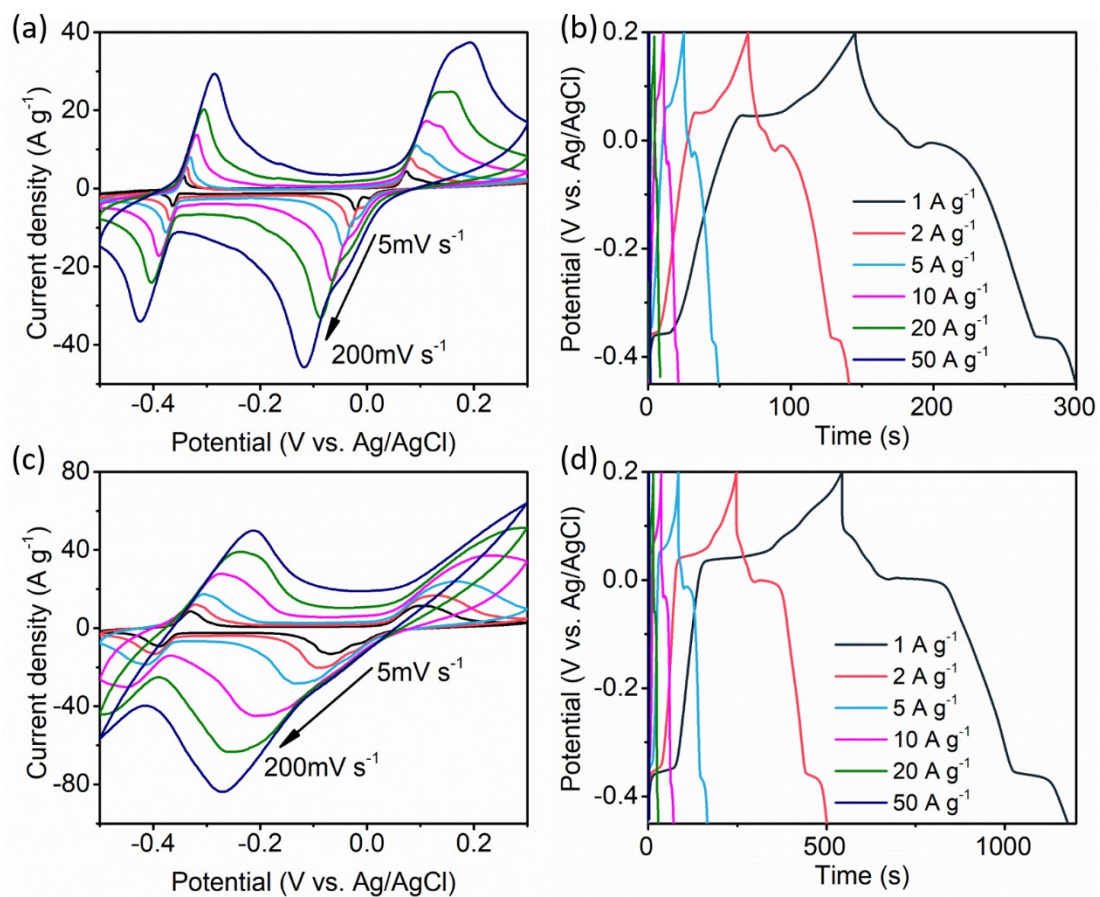 (a)
40
20
0
-20
-40
Current density (A g⁻¹)
5mV s⁻¹
200mV s⁻¹
-0.4 -0.2 0.0 0.2
Potential (V vs. Ag/AgCl)
(b)
0.2
0.0
-0.2
-0.4
Potential (V vs. Ag/AgCl)
1 A g⁻¹
2 A g⁻¹
5 A g⁻¹
10 A g⁻¹
20 A g⁻¹
50 A g⁻¹
0 100 200 300
Time (s)
(c)
80
40
0
-40
-80
Current density (A g⁻¹)
5mV s⁻¹
200mV s⁻¹
-0.4 -0.2 0.0 0.2
Potential (V vs. Ag/AgCl)
(d)
0.2
0.0
-0.2
-0.4
Potential (V vs. Ag/AgCl)
1 A g⁻¹
2 A g⁻¹
5 A g⁻¹
10 A g⁻¹
20 A g⁻¹
50 A g⁻¹
0 500 1000
Time (s)